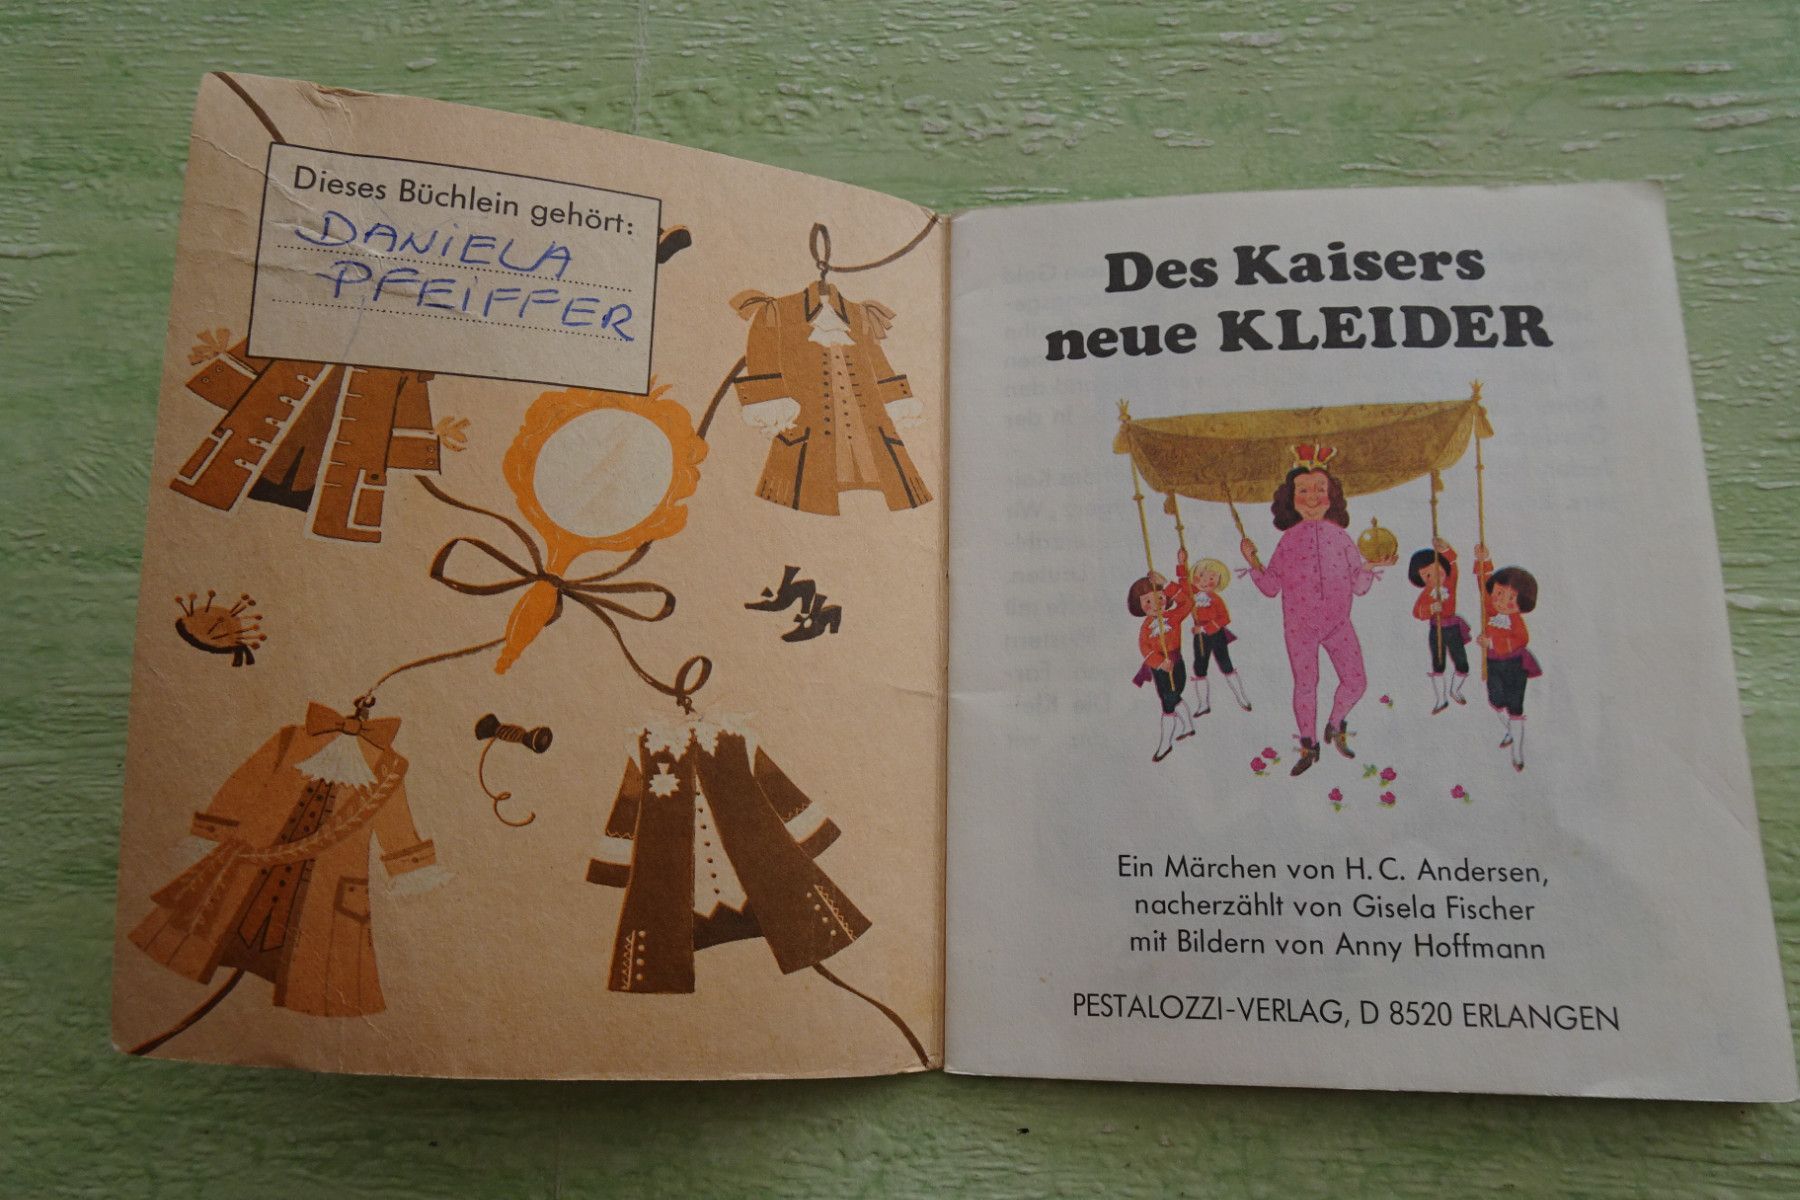 Dieses Büchlein gehört:
DANiELA
PFEiFFER
Des Kaisers
neue KLEIDER
Ein Märchen von H. C. Andersen,
nacherzählt von Gisela Fischer
mit Bildern von Anny Hoffmann
PESTALOZZI-VERLAG, D 8520 ERLANGEN